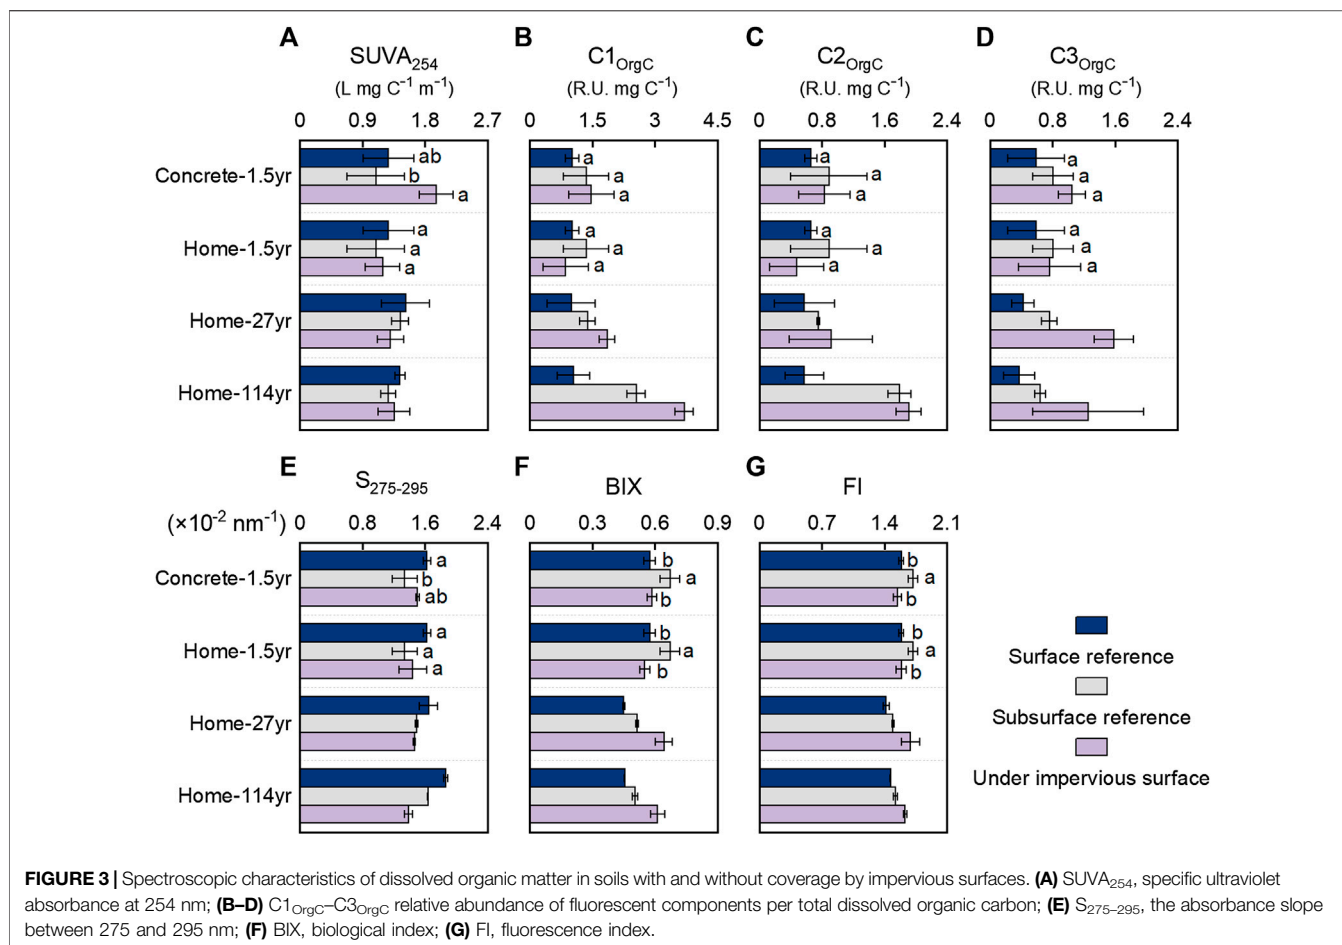 A B C D
SUVA₂₅₄ C1OrgC C2OrgC C3OrgC
(L mg C⁻¹ m⁻¹) (R.U. mg C⁻¹) (R.U. mg C⁻¹) (R.U. mg C⁻¹)
0 0.9 1.8 2.7 0 1.5 3 4.5 0 0.8 1.6 2.4 0 0.8 1.6 2.4
ab a a a
Concrete-1.5yr b a a a
a a a a
a a a a
Home-1.5yr a a a a
a a a a
Home-27yr
Home-114yr
E F G
S₂₇₅₋₂₉₅ BIX FI
(×10⁻² nm⁻¹) 0 0.8 1.6 2.4 0 0.3 0.6 0.9 0 0.7 1.4 2.1
a b b
Concrete-1.5yr b a a
ab b b
a b b
Home-1.5yr a a a
a b b
Home-27yr
Home-114yr
Surface reference
Subsurface reference
Under impervious surface
FIGURE 3 | Spectroscopic characteristics of dissolved organic matter in soils with and without coverage by impervious surfaces. (A) SUVA₂₅₄, specific ultraviolet
absorbance at 254 nm; (B–D) C1OrgC–C3OrgC relative abundance of fluorescent components per total dissolved organic carbon; (E) S₂₇₅₋₂₉₅, the absorbance slope
between 275 and 295 nm; (F) BIX, biological index; (G) FI, fluorescence index.